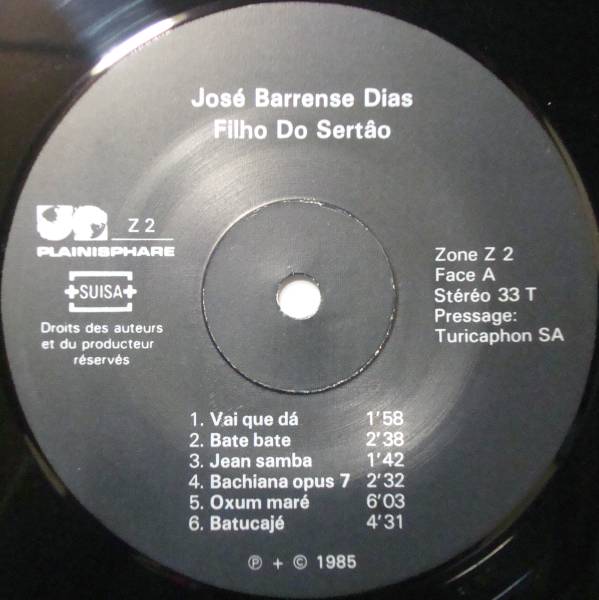 José Barrense Dias
Filho Do Sertâo
Z 2
PLAINISPHARE
+SUISA+
Droits des auteurs
et du producteur
réservés
Zone Z 2
Face A
Stéréo 33 T
Pressage:
Turicaphon SA
1. Vai que dá 1'58
2. Bate bate 2'38
3. Jean samba 1'42
4. Bachiana opus 7 2'32
5. Oxum maré 6'03
6. Batucajé 4'31
℗ + © 1985